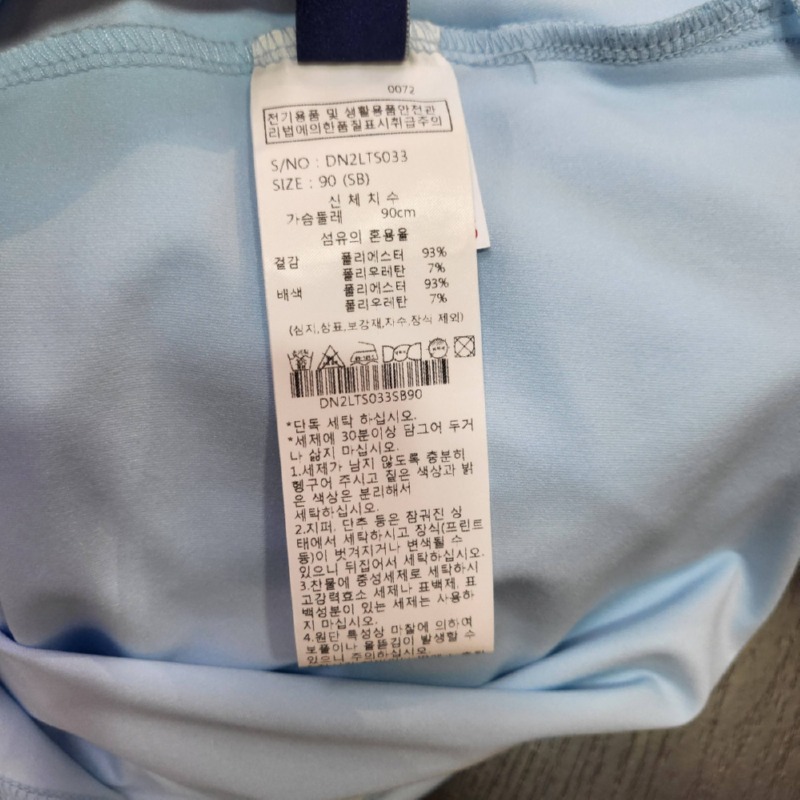 0072
전기용품 및 생활용품안전관
리법에의한품질표시취급주의
S/NO : DN2LTS033
SIZE : 90 (SB)
신 체 치 수
가슴둘레 90cm
섬유의 혼용율
겉감 폴리에스터 93%
폴리우레탄 7%
배색 폴리에스터 93%
폴리우레탄 7%
(심지,상표,보강재,자수,장식 제외)
DN2LTS033SB90
*단독 세탁 하십시오.
*세제에 30분이상 담그어 두거
나 삶지 마십시오.
1.세제가 남지 않도록 충분히
헹구어 주시고 짙은 색상과 밝
은 색상은 분리해서
세탁하십시오.
2.지퍼, 단추 등은 잠궈진 상
태에서 세탁하시고 장식(프린트
등)이 벗겨지거나 변색될 수
있으니 뒤집어서 세탁하십시오.
3.찬물에 중성세제로 세탁하시
고강력효소 세제나 표백제, 표
백성분이 있는 세제는 사용하
지 마십시오.
4.원단 특성상 마찰에 의하여
보풀이나 올뜯김이 발생할 수
있으니 주의하십시오.